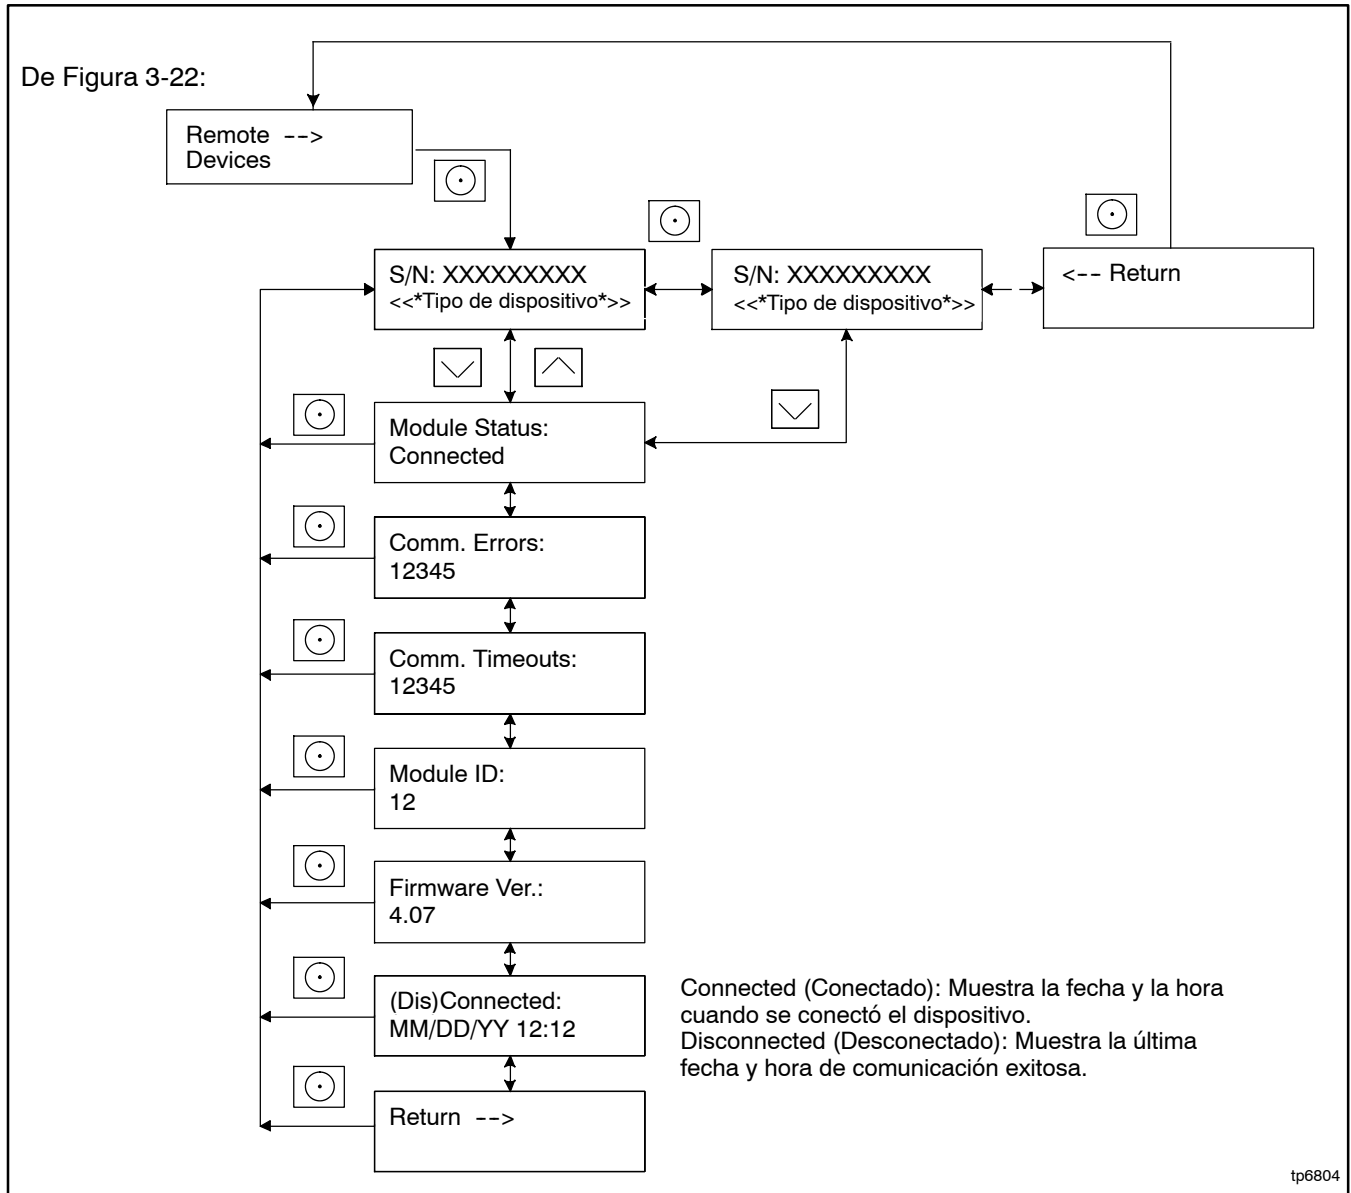 De Figura 3-22:
Remote -->
Devices
S/N: XXXXXXXXX
<<*Tipo de dispositivo*>>
S/N: XXXXXXXXX
<<*Tipo de dispositivo*>>
<-- Return
Module Status:
Connected
Comm. Errors:
12345
Comm. Timeouts:
12345
Module ID:
12
Firmware Ver.:
4.07
(Dis)Connected:
MM/DD/YY 12:12
Connected (Conectado): Muestra la fecha y la hora
cuando se conectó el dispositivo.
Disconnected (Desconectado): Muestra la última
fecha y hora de comunicación exitosa.
Return -->
tp6804